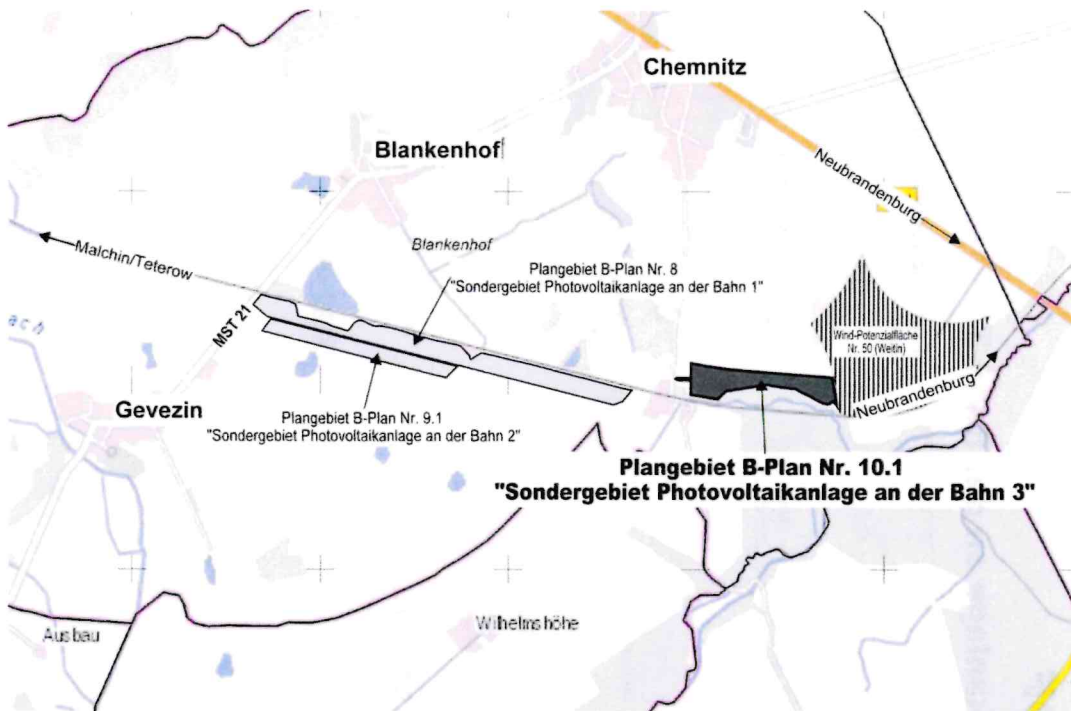 Chemnitz
Blankenhof
Neubrandenburg
Blankenhof
Malchin/Teterow
Plangebiet B-Plan Nr. 8
"Sondergebiet Photovoltaikanlage an der Bahn 1"
MST 21
Wind-Potenzialfläche
Nr. 50 (Weitin)
Neubrandenburg
Gevezin
Plangebiet B-Plan Nr. 9.1
"Sondergebiet Photovoltaikanlage an der Bahn 2"
Plangebiet B-Plan Nr. 10.1
"Sondergebiet Photovoltaikanlage an der Bahn 3"
Ausbau
Wilhelmshöhe